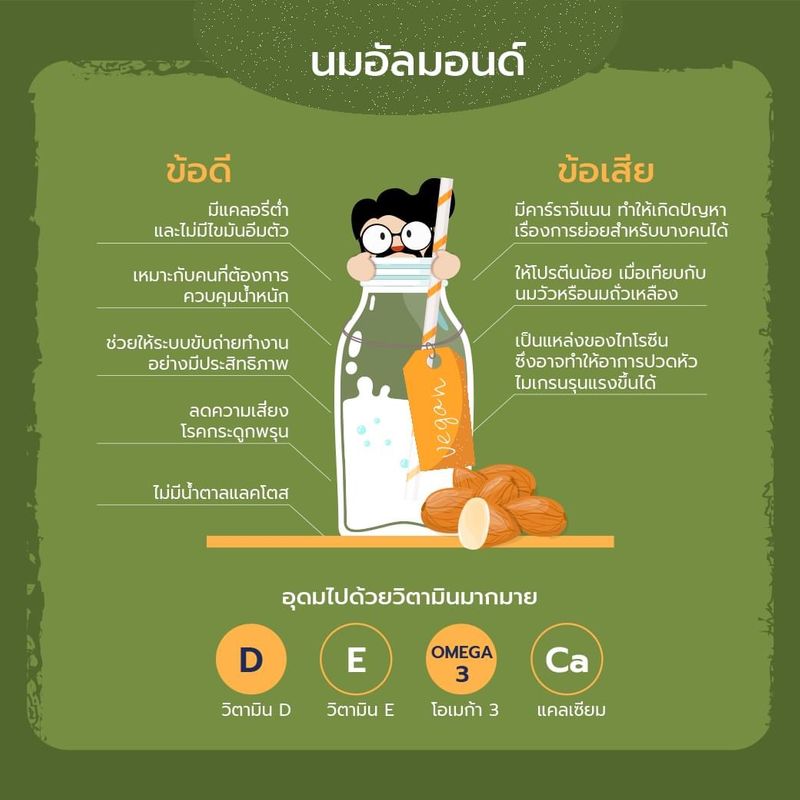 นมอัลมอนด์
ข้อดี
มีแคลอรี่ต่ำ
และไม่มีไขมันอิ่มตัว
เหมาะกับคนที่ต้องการ
ควบคุมน้ำหนัก
ช่วยให้ระบบขับถ่ายทำงาน
อย่างมีประสิทธิภาพ
ลดความเสี่ยง
โรคกระดูกพรุน
ไม่มีน้ำตาลแลคโตส
ข้อเสีย
มีคาร์ราจีแนน ทำให้เกิดปัญหา
เรื่องการย่อยสำหรับบางคนได้
ให้โปรตีนน้อย เมื่อเทียบกับ
นมวัวหรือนมถั่วเหลือง
เป็นแหล่งของไทโรซีน
ซึ่งอาจทำให้อาการปวดหัว
ไมเกรนรุนแรงขึ้นได้
vegan
อุดมไปด้วยวิตามินมากมาย
D
วิตามิน D
E
วิตามิน E
OMEGA
3
โอเมก้า 3
Ca
แคลเซียม